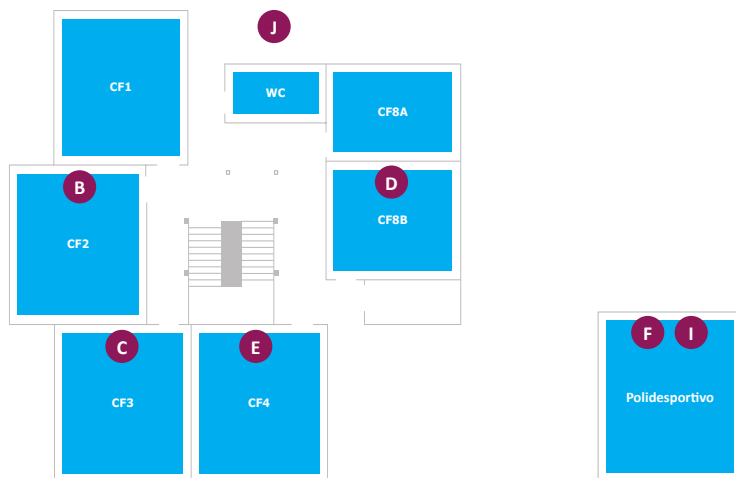 J
CF1
WC
CF8A
B
D
CF2
CF8B
C
E
F
I
CF3
CF4
Polidesportivo